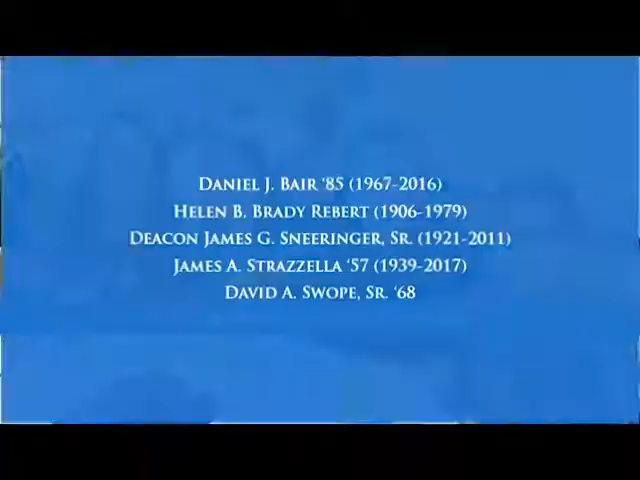 Daniel J. Bair ‘85 (1967-2016)
Helen B. Brady Rebert (1906-1979)
Deacon James G. Sneeringer, Sr. (1921-2011)
James A. Strazzella ‘57 (1939-2017)
David A. Swope, Sr. ‘68